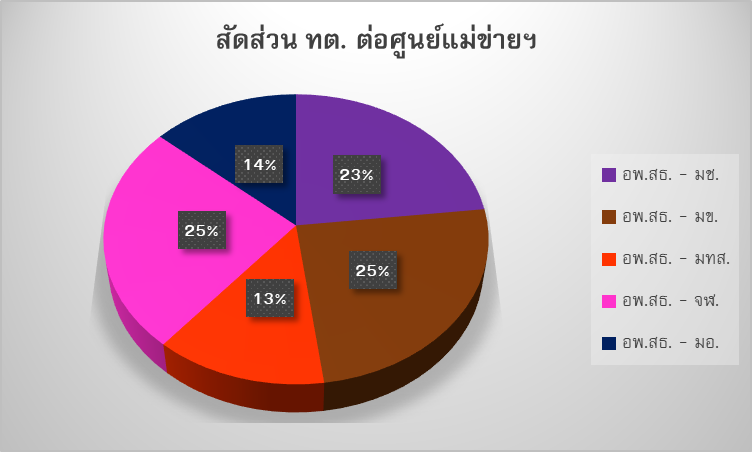 สัดส่วน ทต. ต่อศูนย์แม่ข่ายฯ
14%
23%
25%
25%
13%
อพ.สธ. - มช.
อพ.สธ. - มข.
อพ.สธ. - มทส.
อพ.สธ. - จฬ.
อพ.สธ. - มอ.